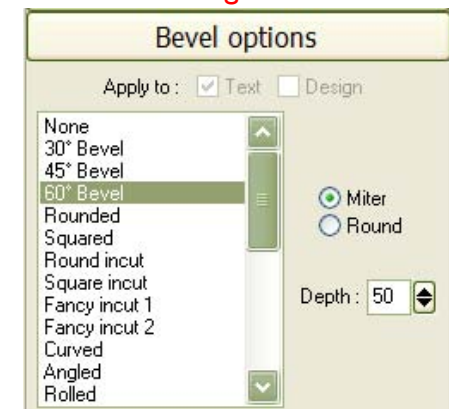 Bevel options
Apply to : Text Design
None
30° Bevel
45° Bevel
60° Bevel
Rounded
Squared
Round incut
Square incut
Fancy incut 1
Fancy incut 2
Curved
Angled
Rolled
Miter
Round
Depth : 50